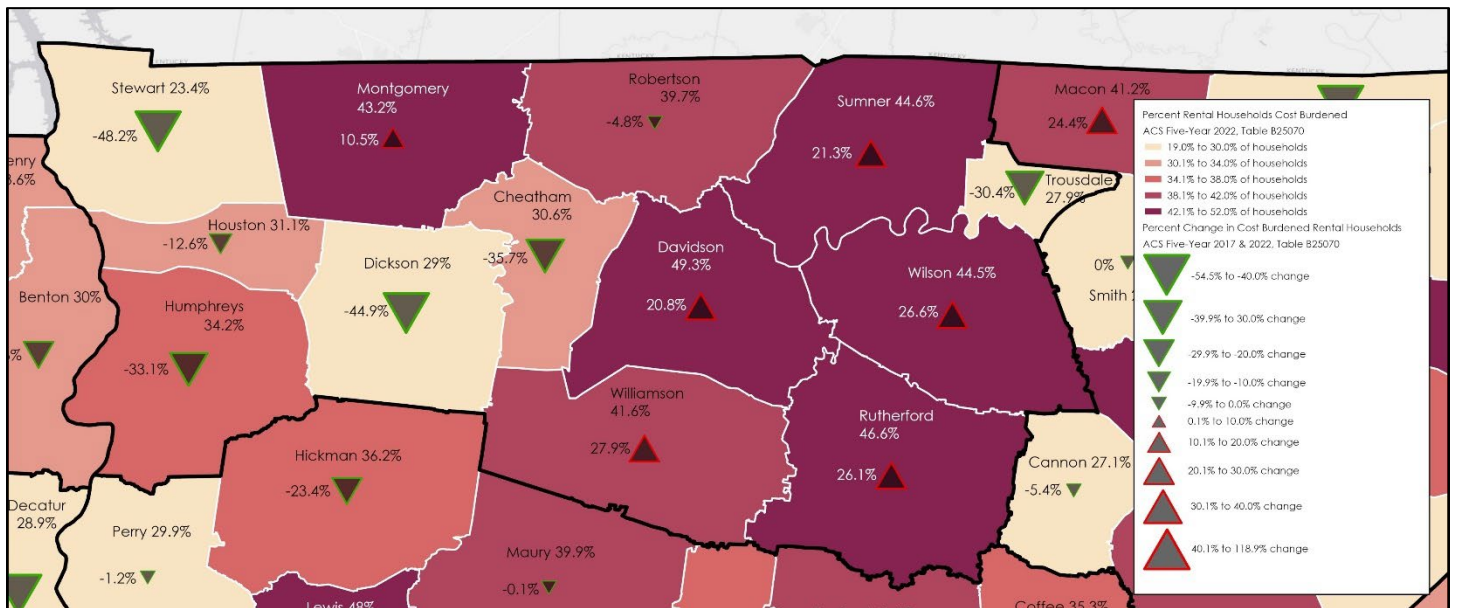 KENTUCKY
KENTUCKY
KENTUCKY
KENTUCKY
Stewart 23.4%
-48.2%
Montgomery
43.2%
10.5%
Robertson
39.7%
-4.8%
Sumner 44.6%
21.3%
Macon 41.2%
24.4%
enry
3.6%
Houston 31.1%
-12.6%
Cheatham
30.6%
-35.7%
Trousdale
27.9%
-30.4%
Benton 30%
Humphreys
34.2%
-33.1%
Dickson 29%
-44.9%
Davidson
49.3%
20.8%
Wilson 44.5%
26.6%
0%
Smith
Hickman 36.2%
-23.4%
Williamson
41.6%
27.9%
Rutherford
46.6%
26.1%
Cannon 27.1%
-5.4%
Decatur
28.9%
Perry 29.9%
-1.2%
Lewis 48%
Maury 39.9%
-0.1%
Coffee 35.3%
Percent Rental Households Cost Burdened
ACS Five-Year 2022, Table B25070
19.0% to 30.0% of households
30.1% to 34.0% of households
34.1% to 38.0% of households
38.1% to 42.0% of households
42.1% to 52.0% of households
Percent Change in Cost Burdened Rental Households
ACS Five-Year 2017 & 2022, Table B25070
-54.5% to -40.0% change
-39.9% to 30.0% change
-29.9% to -20.0% change
-19.9% to -10.0% change
-9.9% to 0.0% change
0.1% to 10.0% change
10.1% to 20.0% change
20.1% to 30.0% change
30.1% to 40.0% change
40.1% to 118.9% change